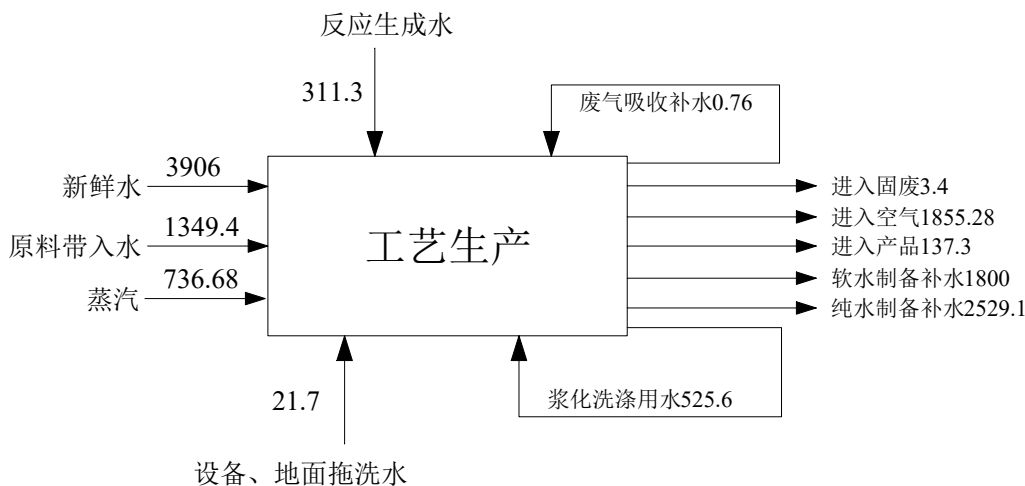 反应生成水
311.3
废气吸收补水0.76
新鲜水
3906
原料带入水
1349.4
蒸汽
736.68
工艺生产
进入固废3.4
进入空气1855.28
进入产品137.3
软水制备补水1800
纯水制备补水2529.1
21.7
浆化洗涤用水525.6
设备、地面拖洗水